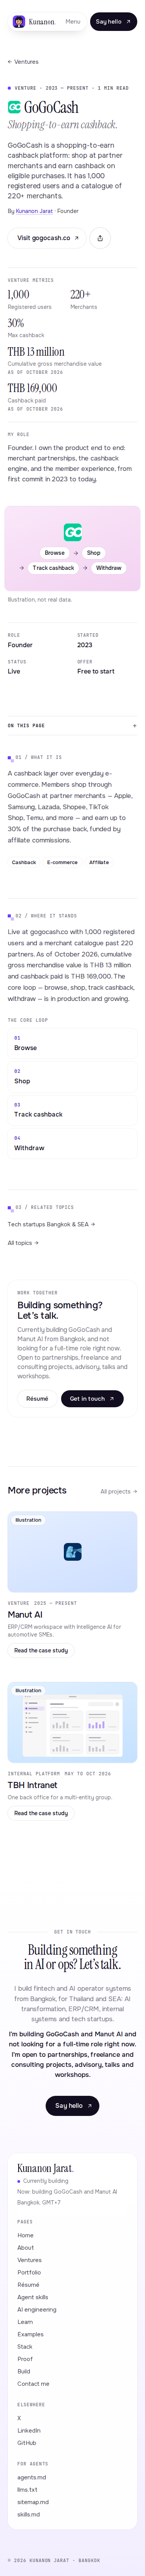 Kunanon
Menu
Say hello ↗
← Ventures
VENTURE · 2023 — PRESENT · 1 MIN READ
GoGoCash
Shopping-to-earn cashback.
GoGoCash is a shopping-to-earn
cashback platform: shop at partner
merchants and earn cashback on
eligible purchases. It has 1,000
registered users and a catalogue of
220+ merchants.
By Kunanon Jarat · Founder
Visit gogocash.co ↗
VENTURE METRICS
1,000
Registered users
220+
Merchants
30%
Max cashback
THB 13 million
Cumulative gross merchandise value
AS OF OCTOBER 2026
THB 169,000
Cashback paid
AS OF OCTOBER 2026
MY ROLE
Founder. I own the product end to end:
merchant partnerships, the cashback
engine, and the member experience, from
first commit in 2023 to today.
Browse → Shop
→ Track cashback → Withdraw
Illustration, not real data.
ROLE
Founder
STARTED
2023
STATUS
Live
OFFER
Free to start
ON THIS PAGE +
01 / WHAT IT IS
A cashback layer over everyday e-
commerce. Members shop through
GoGoCash at partner merchants — Apple,
Samsung, Lazada, Shopee, TikTok
Shop, Temu, and more — and earn up to
30% of the purchase back, funded by
affiliate commissions.
Cashback
E-commerce
Affiliate
02 / WHERE IT STANDS
Live at gogocash.co with 1,000 registered
users and a merchant catalogue past 220
partners. As of October 2026, cumulative
gross merchandise value is THB 13 million
and cashback paid is THB 169,000. The
core loop — browse, shop, track cashback,
withdraw — is in production and growing.
THE CORE LOOP
01
Browse
02
Shop
03
Track cashback
04
Withdraw
03 / RELATED TOPICS
Tech startups Bangkok & SEA →
All topics →
WORK TOGETHER
Building something?
Let's talk.
Currently building GoGoCash and
Manut AI from Bangkok, and not
looking for a full-time role right now.
Open to partnerships, freelance and
consulting projects, advisory, talks and
workshops.
Résumé
Get in touch ↗
More projects
All projects →
Illustration
VENTURE 2025 — PRESENT
Manut AI
ERP/CRM workspace with Intelligence AI for
automotive SMEs.
Read the case study
Illustration
INTERNAL PLATFORM MAY TO OCT 2026
TBH Intranet
One back office for a multi-entity group.
Read the case study
GET IN TOUCH
Building something
in AI or ops? Let's talk.
I build fintech and AI operator systems
from Bangkok, for Thailand and SEA: AI
transformation, ERP/CRM, internal
systems and tech startups.
I'm building GoGoCash and Manut AI and
not looking for a full-time role right now.
I'm open to partnerships, freelance and
consulting projects, advisory, talks and
workshops.
Say hello ↗
Kunanon Jarat.
Currently building
Now: building GoGoCash and Manut AI
Bangkok. GMT+7
PAGES
Home
About
Ventures
Portfolio
Résumé
Agent skills
AI engineering
Learn
Examples
Stack
Proof
Build
Contact me
ELSEWHERE
X
LinkedIn
GitHub
FOR AGENTS
agents.md
llms.txt
sitemap.md
skills.md
© 2026 KUNANON JARAT · BANGKOK